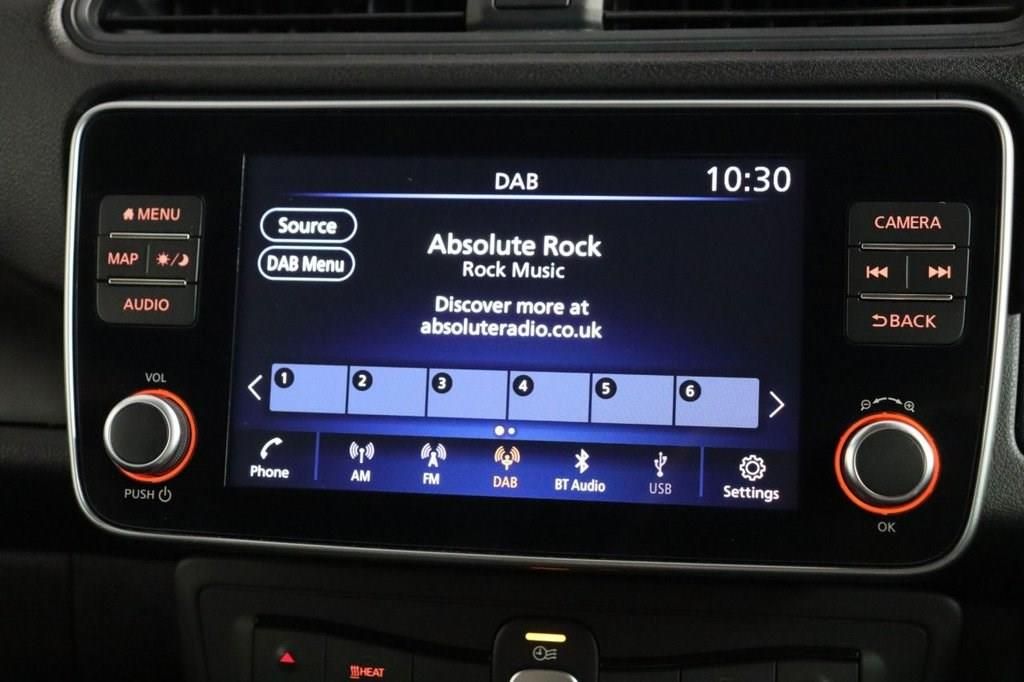 DAB
10:30
MENU
MAP
AUDIO
Source
DAB Menu
Absolute Rock
Rock Music
Discover more at
absoluteradio.co.uk
CAMERA
BACK
1 2 3 4 5 6
VOL
PUSH
Phone
AM
FM
DAB
BT Audio
USB
Settings
OK
HEAT